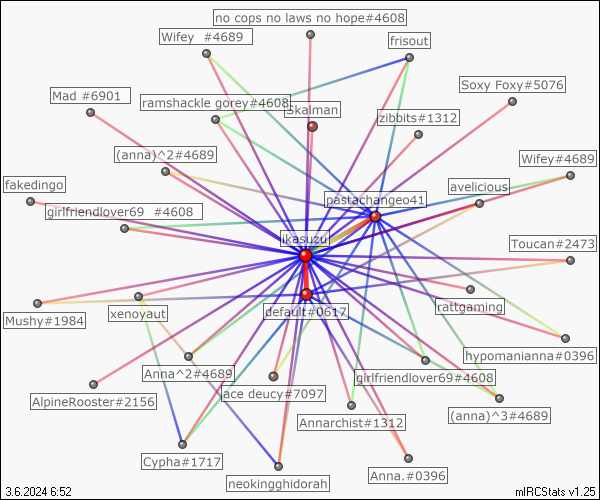 no cops no laws no hope#4608
Wifey  #4689
frisout
Soxy Foxy#5076
Mad #6901
ramshackle gorey#4608
Skalman
zibbits#1312
(anna)^2#4689
Wifey#4689
fakedingo
avelicious
pastachangeo41
girlfriendlover69  #4608
ikasuzu
Toucan#2473
rattgaming
default#0617
xenoyaut
Mushy#1984
hypomanianna#0396
Anna^2#4689
girlfriendlover69#4608
AlpineRooster#2156
ace deucy#7097
(anna)^3#4689
Annarchist#1312
Cypha#1717
Anna.#0396
neokingghidorah
3.6.2024 6:52
mIRCStats v1.25